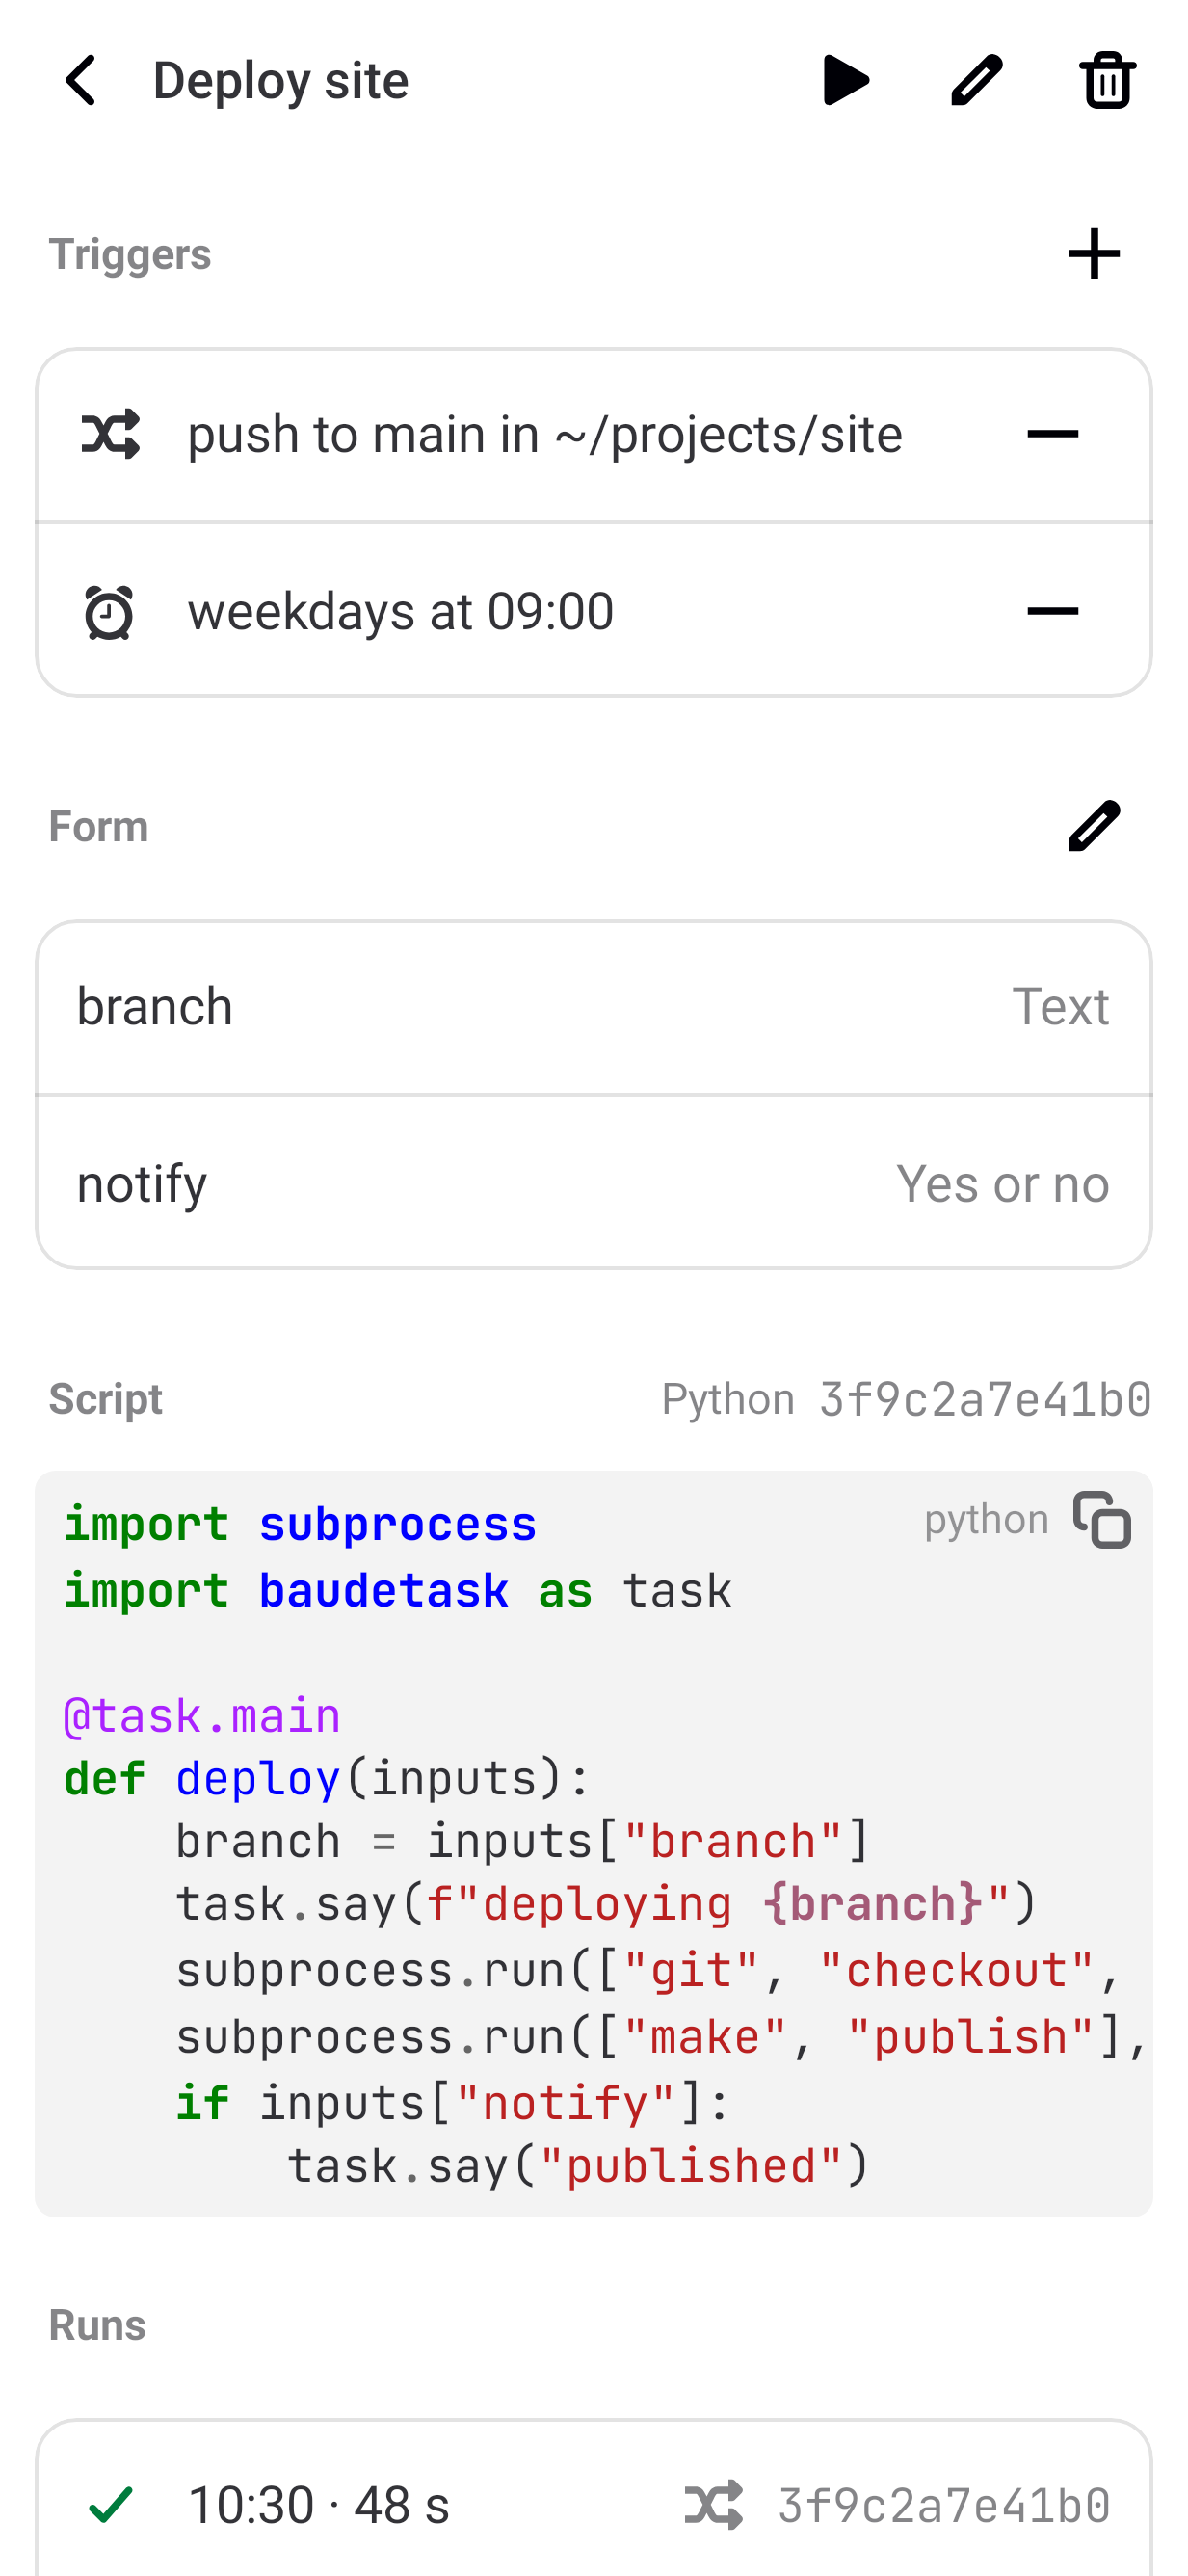 Deploy site
Triggers
push to main in ~/projects/site
weekdays at 09:00
Form
branch Text
notify Yes or no
Script Python 3f9c2a7e41b0
python
import subprocess
import baudetask as task

@task.main
def deploy(inputs):
    branch = inputs["branch"]
    task.say(f"deploying {branch}")
    subprocess.run(["git", "checkout",
    subprocess.run(["make", "publish"],
    if inputs["notify"]:
        task.say("published")
Runs
10:30 · 48 s 3f9c2a7e41b0